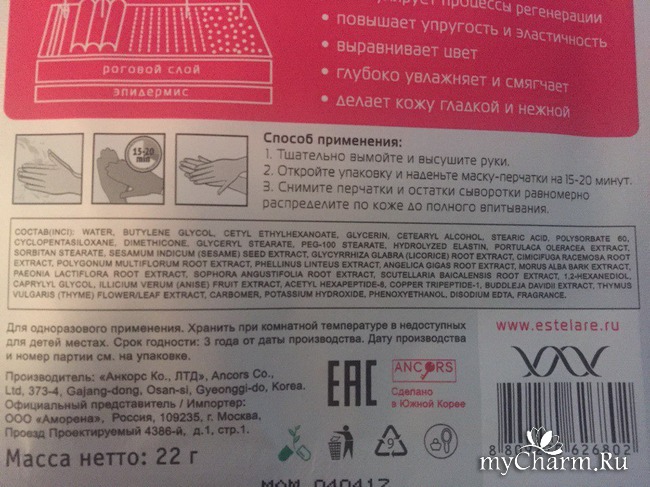 процессы регенерации
• повышает упругость и эластичность
• выравнивает цвет
• глубоко увлажняет и смягчает
• делает кожу гладкой и нежной
роговой слой
эпидермис
15-20 min
Способ применения:
1. Тщательно вымойте и высушите руки.
2. Откройте упаковку и наденьте маску-перчатки на 15-20 минут.
3. Снимите перчатки и остатки сыворотки равномерно
распределите по коже до полного впитывания.
СОСТАВ(INCI): WATER, BUTYLENE GLYCOL, CETYL ETHYLHEXANOATE, GLYCERIN, CETEARYL ALCOHOL, STEARIC ACID, POLYSORBATE 60,
CYCLOPENTASILOXANE, DIMETHICONE, GLYCERYL STEARATE, PEG-100 STEARATE, HYDROLYZED ELASTIN, PORTULACA OLERACEA EXTRACT,
SORBITAN STEARATE, SESAMUM INDICUM (SESAME) SEED EXTRACT, GLYCYRRHIZA GLABRA (LICORICE) ROOT EXTRACT, CIMICIFUGA RACEMOSA ROOT
EXTRACT, POLYGONUM MULTIFLORUM ROOT EXTRACT, PHELLINUS LINTEUS EXTRACT, ANGELICA GIGAS ROOT EXTRACT, MORUS ALBA BARK EXTRACT,
PAEONIA LACTIFLORA ROOT EXTRACT, SOPHORA ANGUSTIFOLIA ROOT EXTRACT, SCUTELLARIA BAICALENSIS ROOT EXTRACT, 1,2-HEXANEDIOL,
CAPRYLYL GLYCOL, ILLICIUM VERUM (ANISE) FRUIT EXTRACT, ACETYL HEXAPEPTIDE-8, COPPER TRIPEPTIDE-1, BUDDLEJA DAVIDII EXTRACT, THYMUS
VULGARIS (THYME) FLOWER/LEAF EXTRACT, CARBOMER, POTASSIUM HYDROXIDE, PHENOXYETHANOL, DISODIUM EDTA, FRAGRANCE.
Для одноразового применения. Хранить при комнатной температуре в недоступных
для детей местах. Срок годности: 3 года от даты производства. Дату производства
и номер партии см. на упаковке.
Производитель: «Анкорс Ко., ЛТД», Ancors Co.,
Ltd, 373-4, Gajang-dong, Osan-si, Gyeonggi-do, Korea.
Официальный представитель / Импортер:
ООО «Аморена», Россия, 109235, г. Москва,
Проезд Проектируемый 4386-й, д.1, стр.1.
Масса нетто: 22 г
EAC
ANCORS
Сделано
в Южной Корее
9
www.estelare.ru
626802
040417
myCharm.Ru